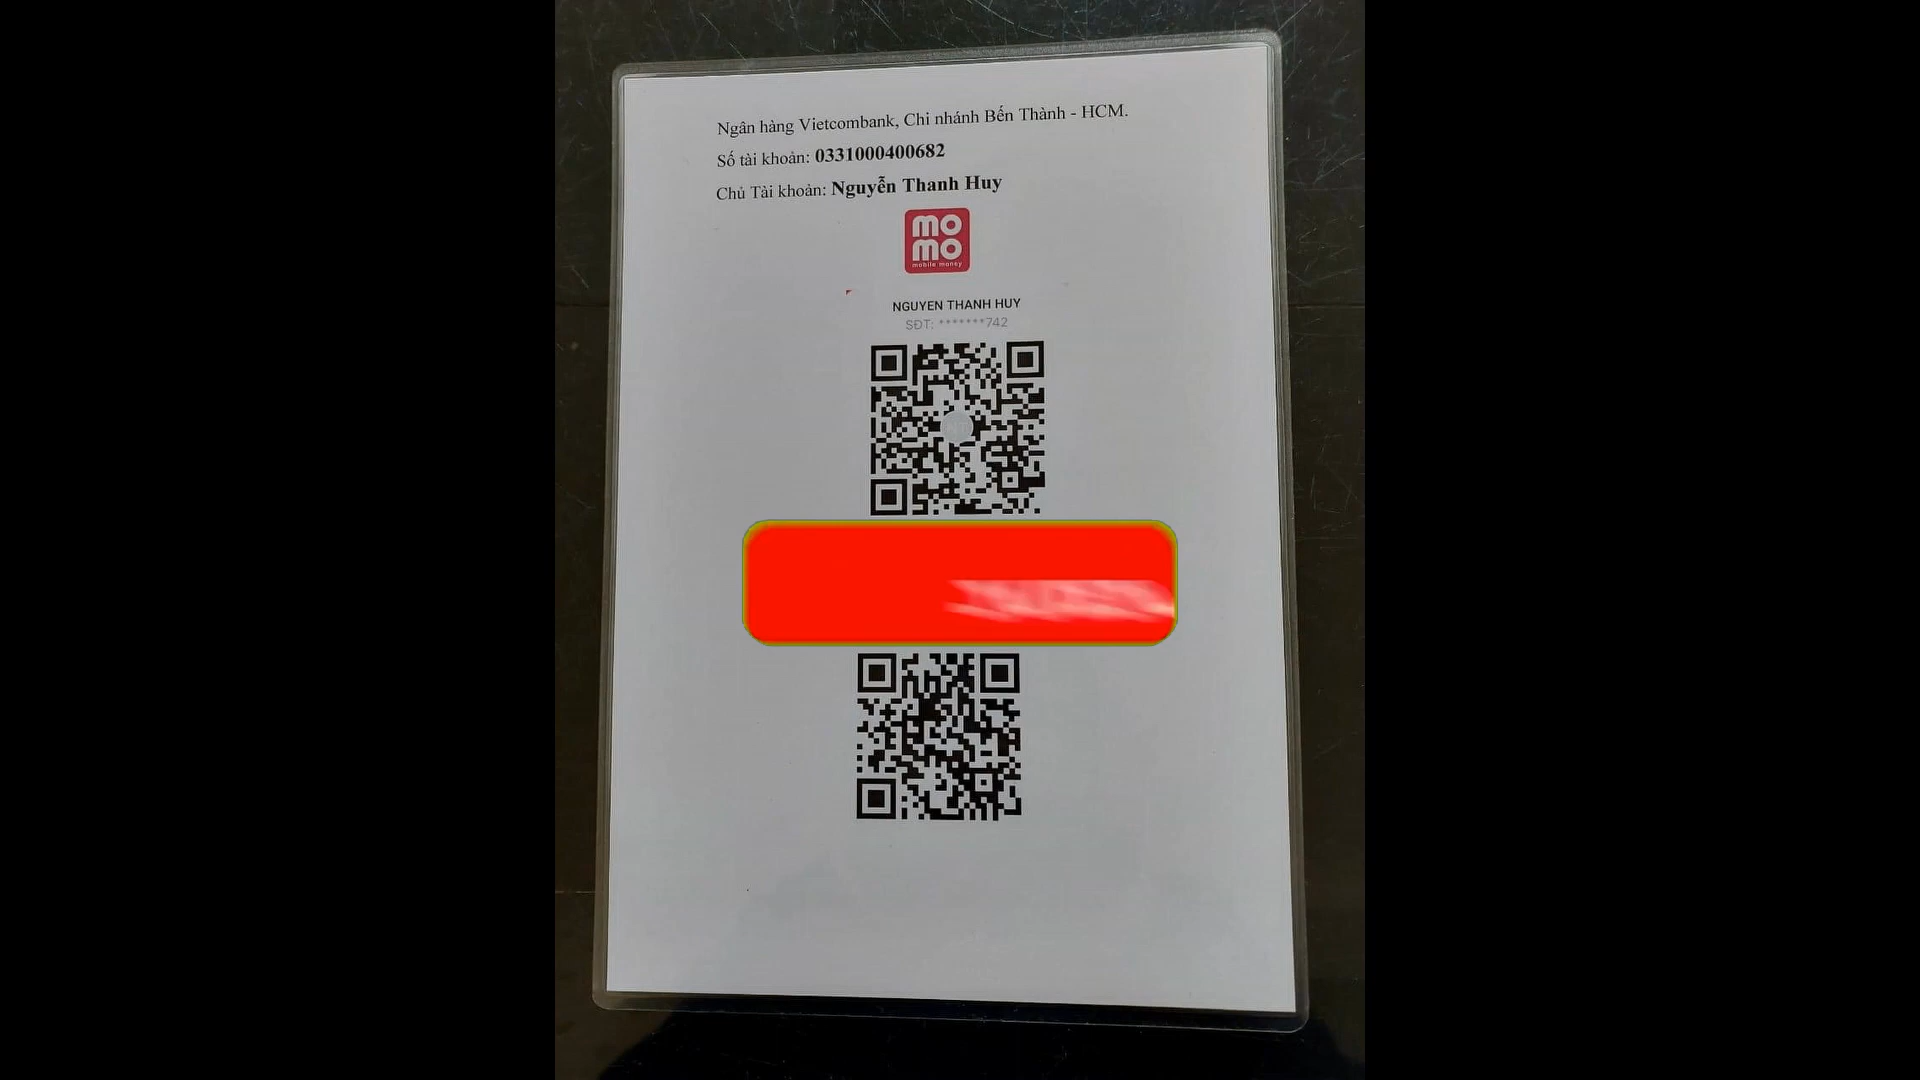 Ngân hàng Vietcombank, Chi nhánh Bến Thành - HCM.
Số tài khoản: 0331000400682
Chủ Tài khoản: Nguyễn Thanh Huy
mo
mo
mobile money
NGUYEN THANH HUY
SĐT: *******742